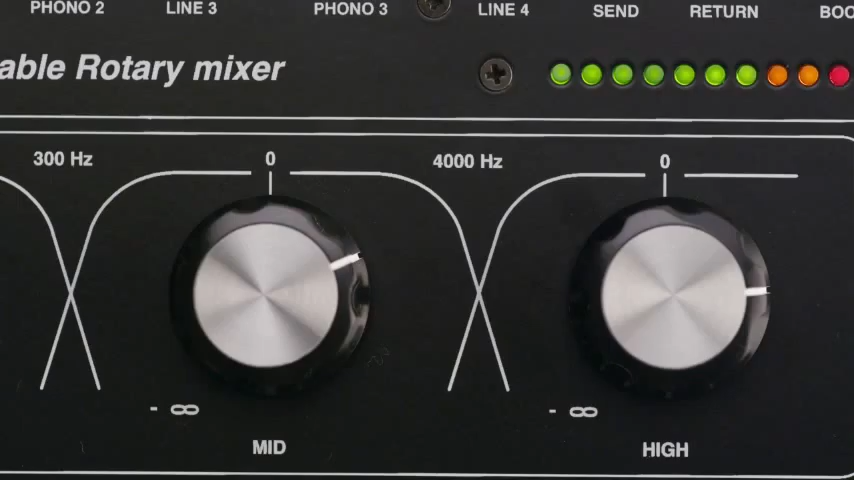 PHONO 2 LINE 3 PHONO 3 LINE 4 SEND RETURN BOO
able Rotary mixer
300 Hz 0 4000 Hz 0
- ∞ - ∞
MID HIGH